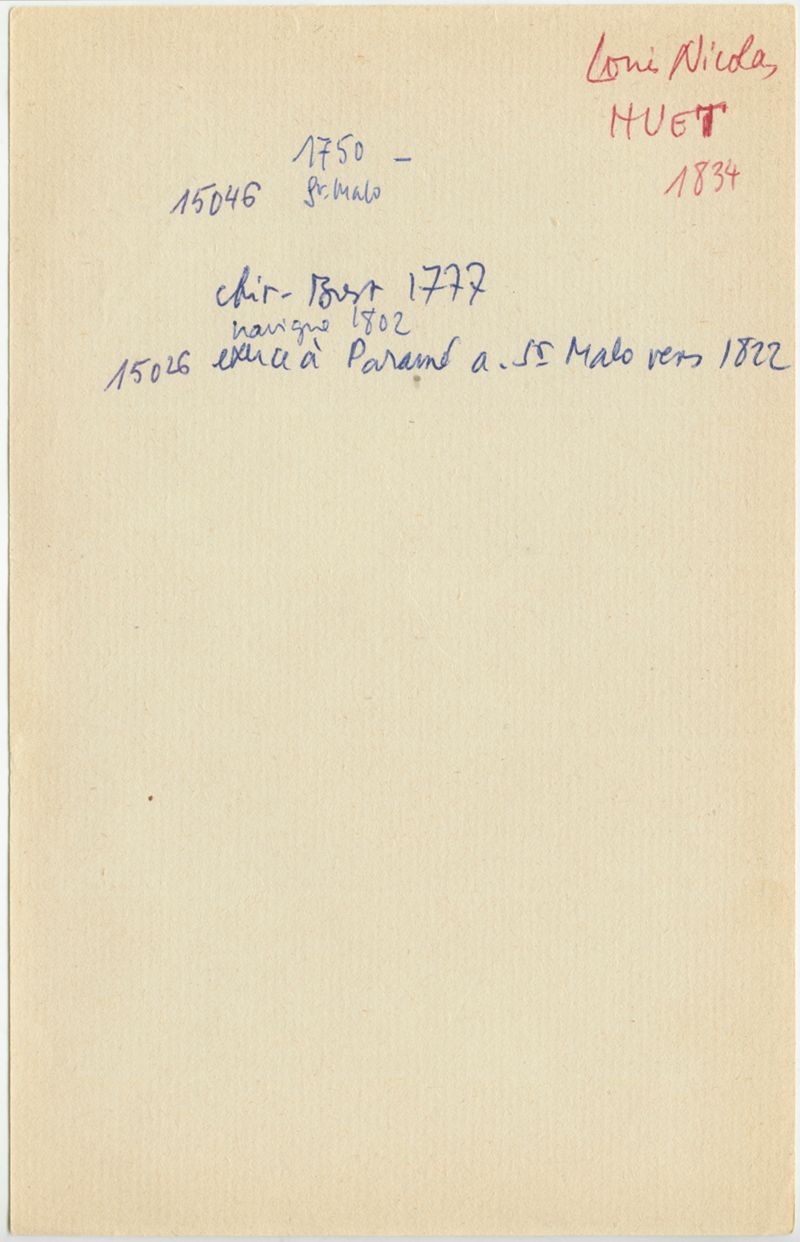 Louis Nicolas
HUET
1834
1750 –
15046 St. Malo
chir- Brest 1777
navigue 1802
15026 exerce à Paramé a. St Malo vers 1822